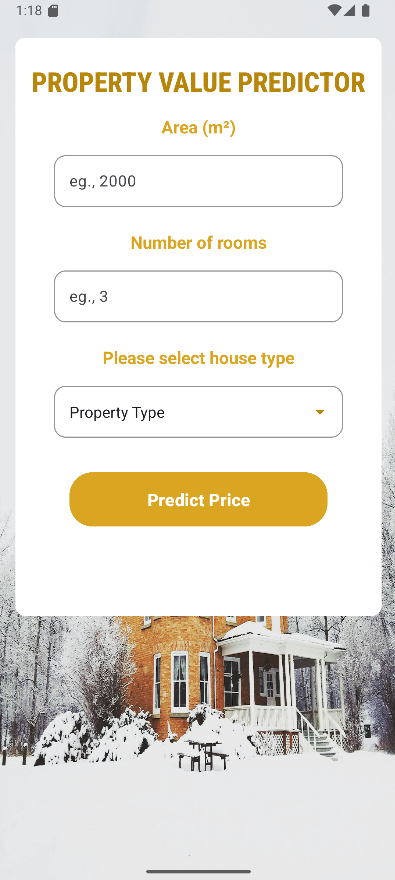 1:18
PROPERTY VALUE PREDICTOR
Area (m²)
eg., 2000
Number of rooms
eg., 3
Please select house type
Property Type
Predict Price